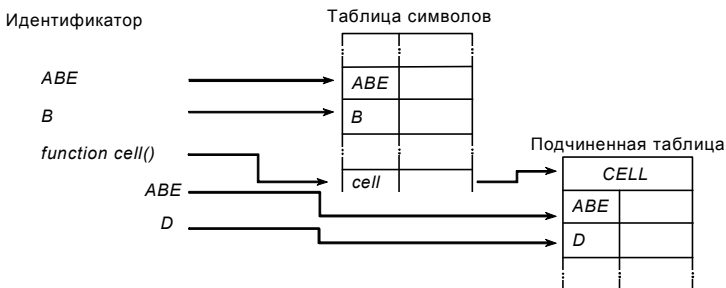 Идентификатор
Таблица символов
ABE
ABE
B
B
Подчиненная таблица
function cell()
cell
CELL
ABE
ABE
D
D